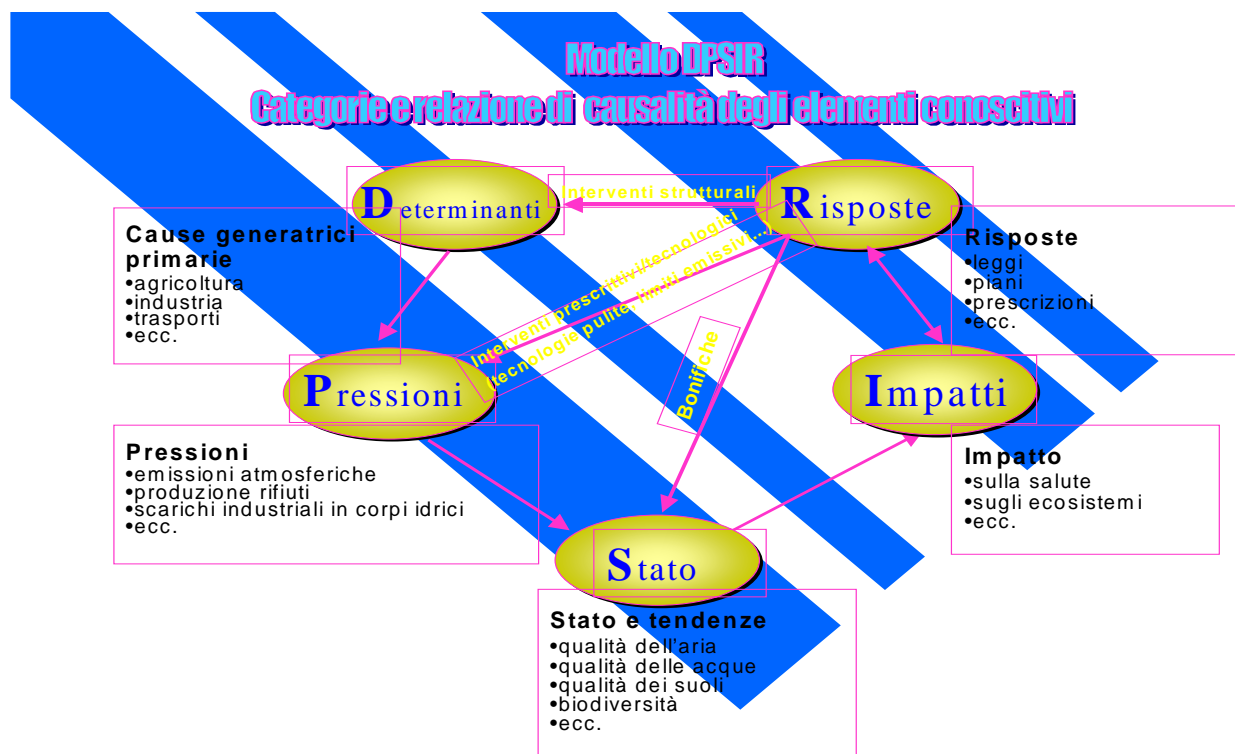 Modello DPSIR
Categorie e relazione di causalità degli elementi conoscitivi
Determinanti
Interventi strutturali
Risposte
Cause generatrici
primarie
•agricoltura
•industria
•trasporti
•ecc.
Interventi prescrittivi/tecnologici
(tecnologie pulite, limiti emissivi...)
Risposte
•leggi
•piani
•prescrizioni
•ecc.
Bonifiche
Pressioni
Impatti
Pressioni
•emissioni atmosferiche
•produzione rifiuti
•scarichi industriali in corpi idrici
•ecc.
Impatto
•sulla salute
•sugli ecosistemi
•ecc.
Stato
Stato e tendenze
•qualità dell'aria
•qualità delle acque
•qualità dei suoli
•biodiversità
•ecc.